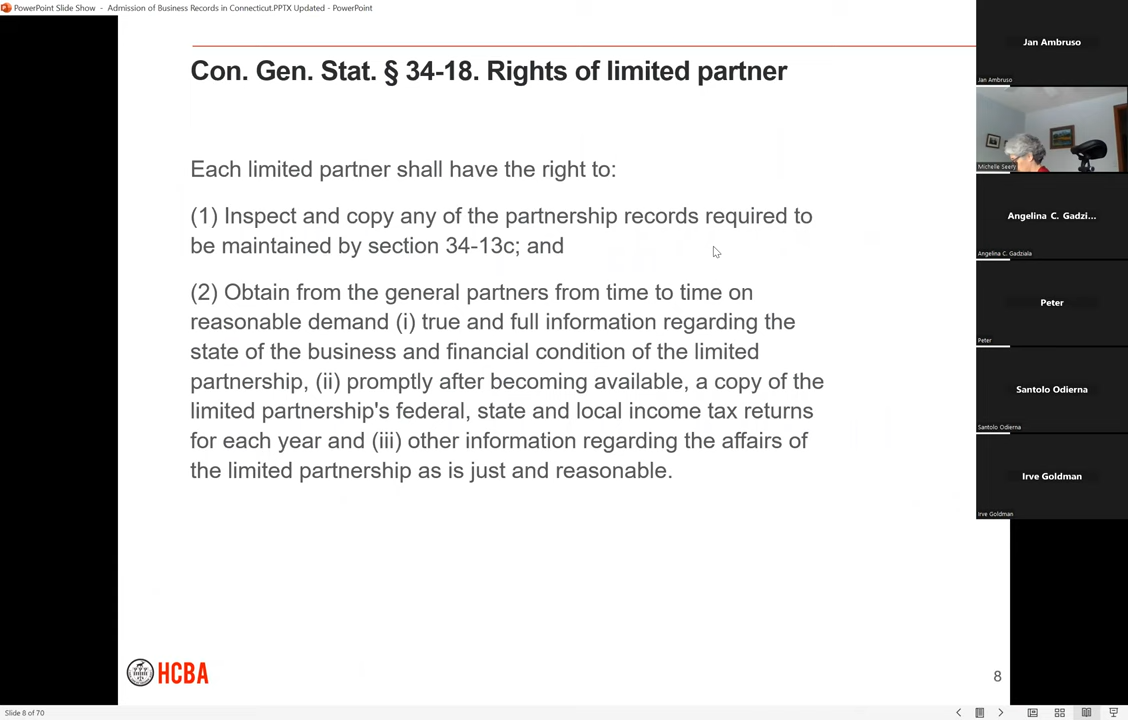 PowerPoint Slide Show - Admission of Business Records in Connecticut.PPTX Updated - PowerPoint
Con. Gen. Stat. § 34-18. Rights of limited partner
Each limited partner shall have the right to:
(1) Inspect and copy any of the partnership records required to
be maintained by section 34-13c; and
(2) Obtain from the general partners from time to time on
reasonable demand (i) true and full information regarding the
state of the business and financial condition of the limited
partnership, (ii) promptly after becoming available, a copy of the
limited partnership's federal, state and local income tax returns
for each year and (iii) other information regarding the affairs of
the limited partnership as is just and reasonable.
HCBA
8
Slide 8 of 70
Jan Ambruso
Jan Ambruso
Michelle Seery
Angelina C. Gadzi...
Angelina C. Gadziala
Peter
Peter
Santolo Odierna
Santolo Odierna
Irve Goldman
Irve Goldman